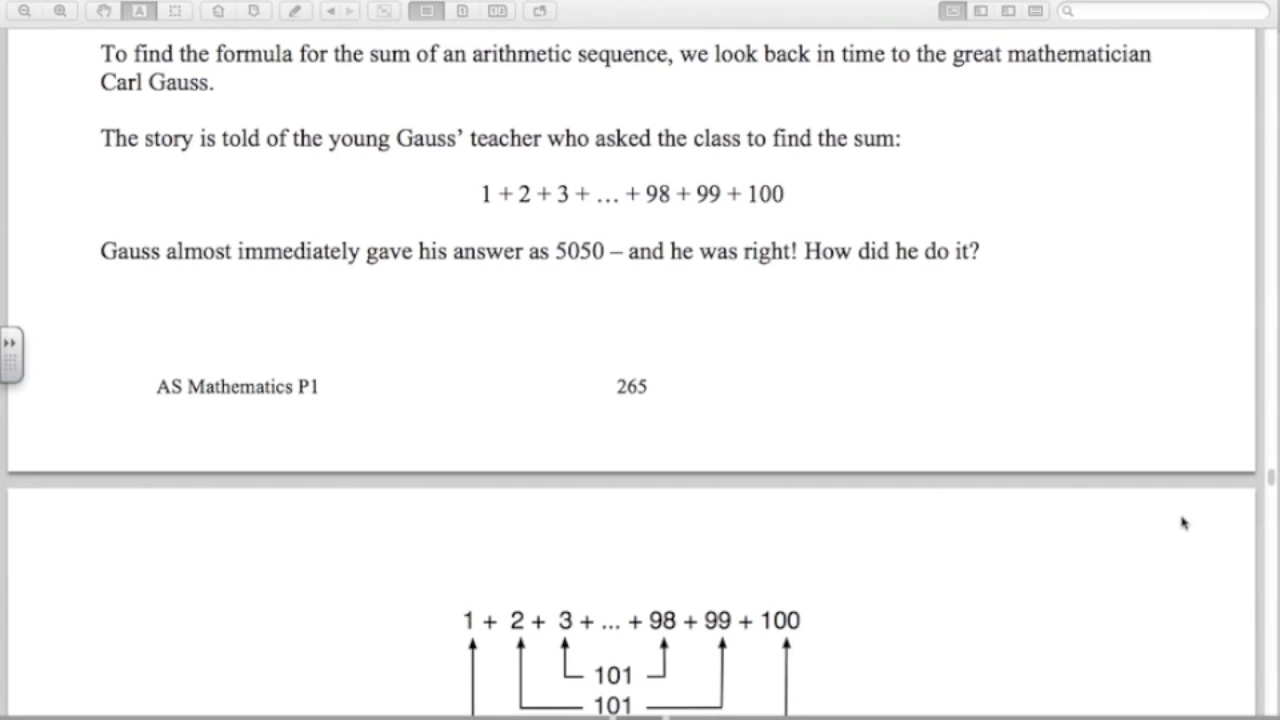 To find the formula for the sum of an arithmetic sequence, we look back in time to the great mathematician
Carl Gauss.
The story is told of the young Gauss’ teacher who asked the class to find the sum:
1 + 2 + 3 + … + 98 + 99 + 100
Gauss almost immediately gave his answer as 5050 – and he was right! How did he do it?
AS Mathematics P1 265
1 + 2 + 3 + ... + 98 + 99 + 100
101
101